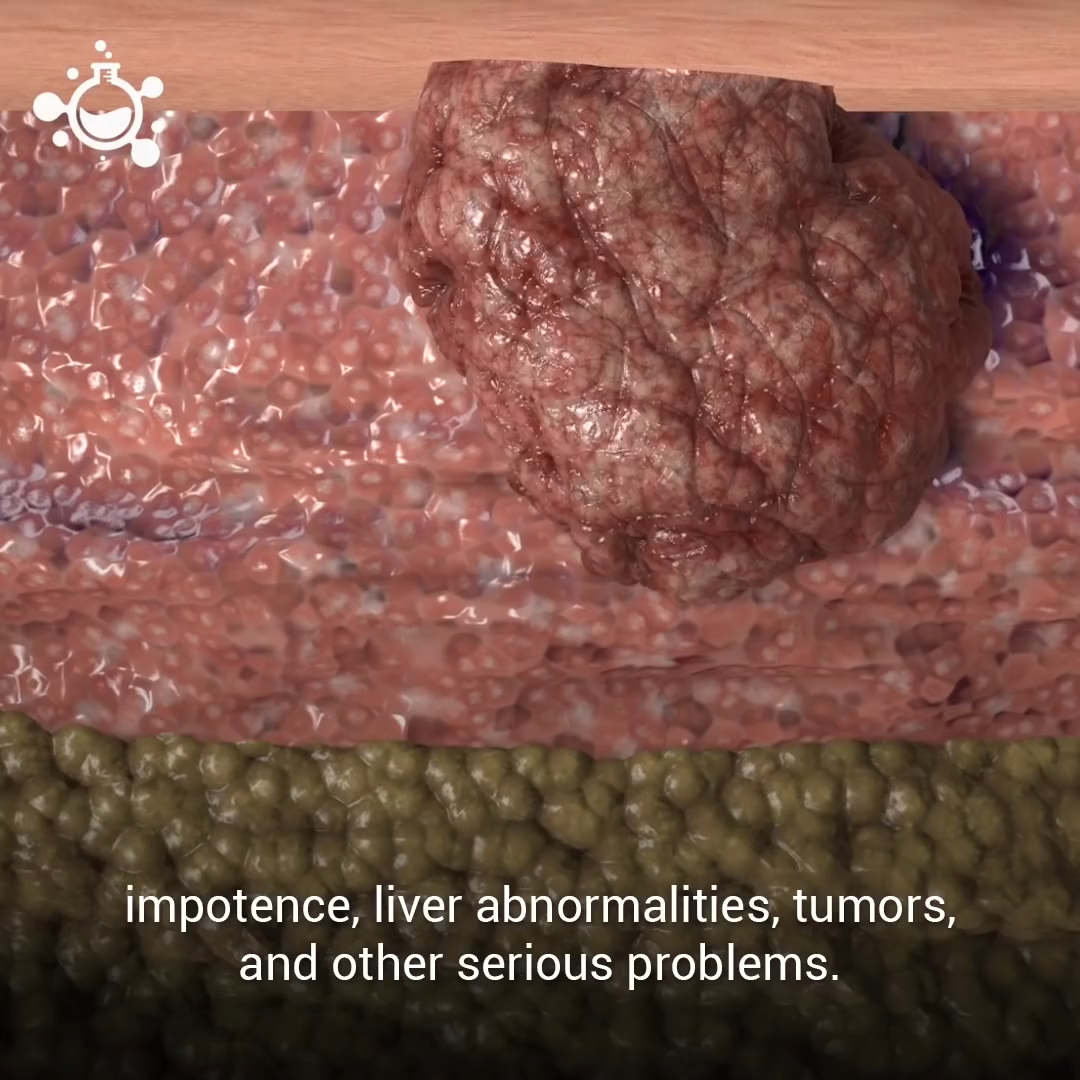 impotence, liver abnormalities, tumors,
and other serious problems.